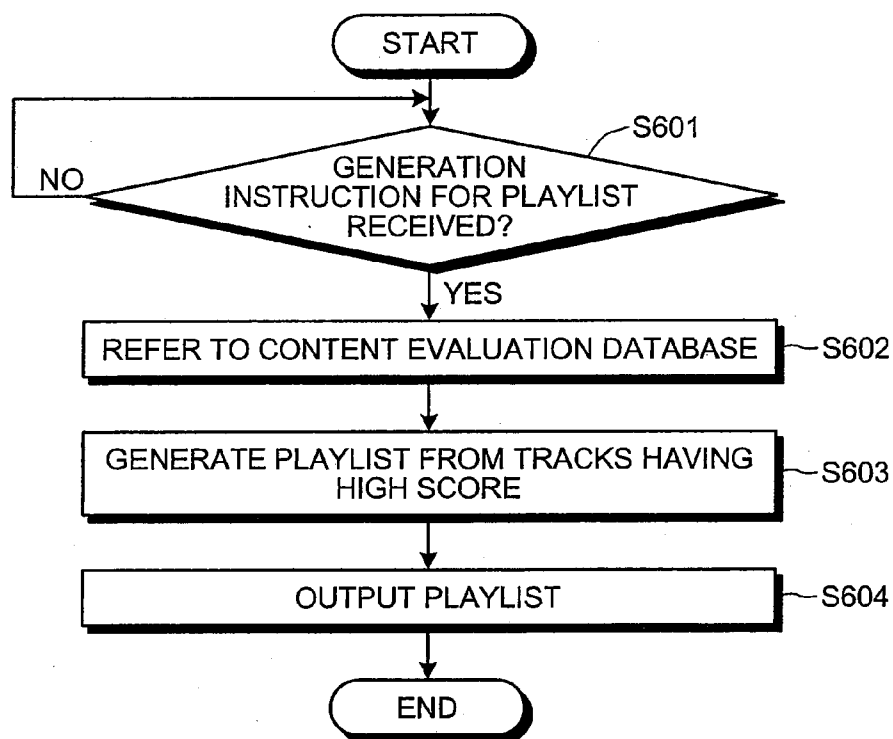 START
S601
GENERATION
INSTRUCTION FOR PLAYLIST
RECEIVED?
NO
YES
REFER TO CONTENT EVALUATION DATABASE
S602
GENERATE PLAYLIST FROM TRACKS HAVING
HIGH SCORE
S603
OUTPUT PLAYLIST
S604
END